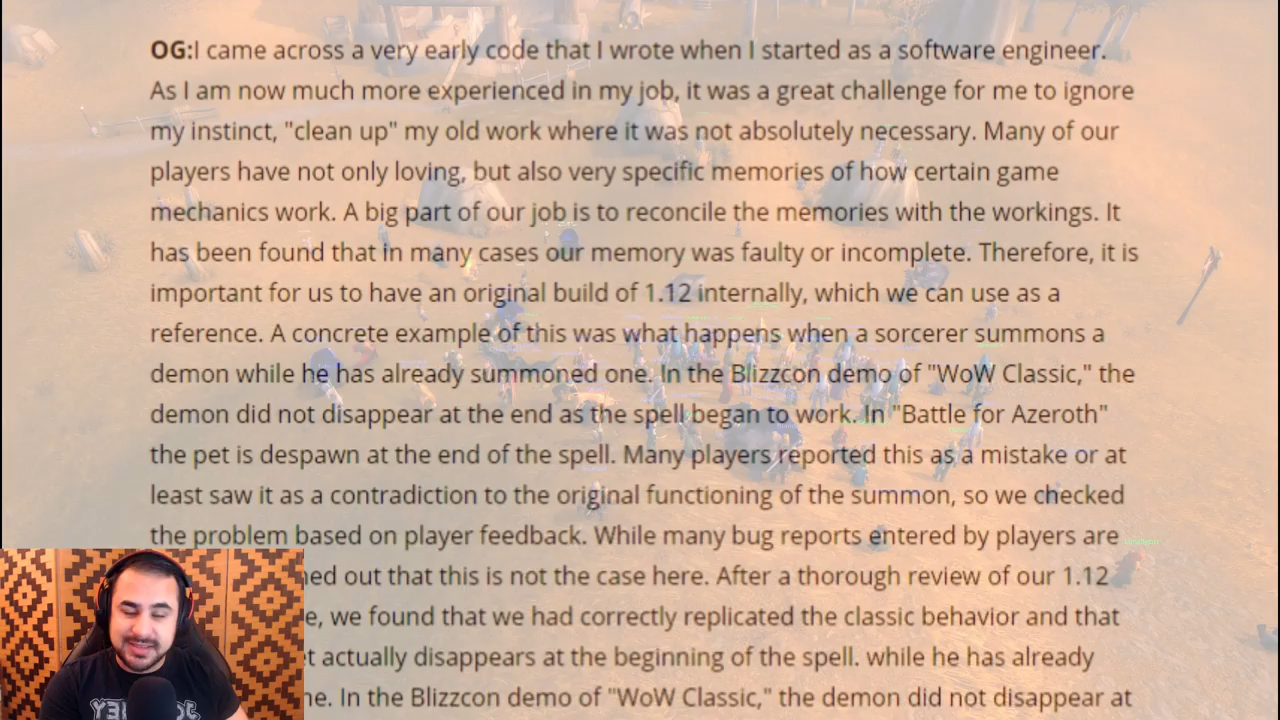 OG:I came across a very early code that I wrote when I started as a software engineer.
As I am now much more experienced in my job, it was a great challenge for me to ignore
my instinct, "clean up" my old work where it was not absolutely necessary. Many of our
players have not only loving, but also very specific memories of how certain game
mechanics work. A big part of our job is to reconcile the memories with the workings. It
has been found that in many cases our memory was faulty or incomplete. Therefore, it is
important for us to have an original build of 1.12 internally, which we can use as a
reference. A concrete example of this was what happens when a sorcerer summons a
demon while he has already summoned one. In the Blizzcon demo of "WoW Classic," the
demon did not disappear at the end as the spell began to work. In "Battle for Azeroth"
the pet is despawn at the end of the spell. Many players reported this as a mistake or at
least saw it as a contradiction to the original functioning of the summon, so we checked
the problem based on player feedback. While many bug reports entered by players are
ned out that this is not the case here. After a thorough review of our 1.12
e, we found that we had correctly replicated the classic behavior and that
t actually disappears at the beginning of the spell. while he has already
ne. In the Blizzcon demo of "WoW Classic," the demon did not disappear at